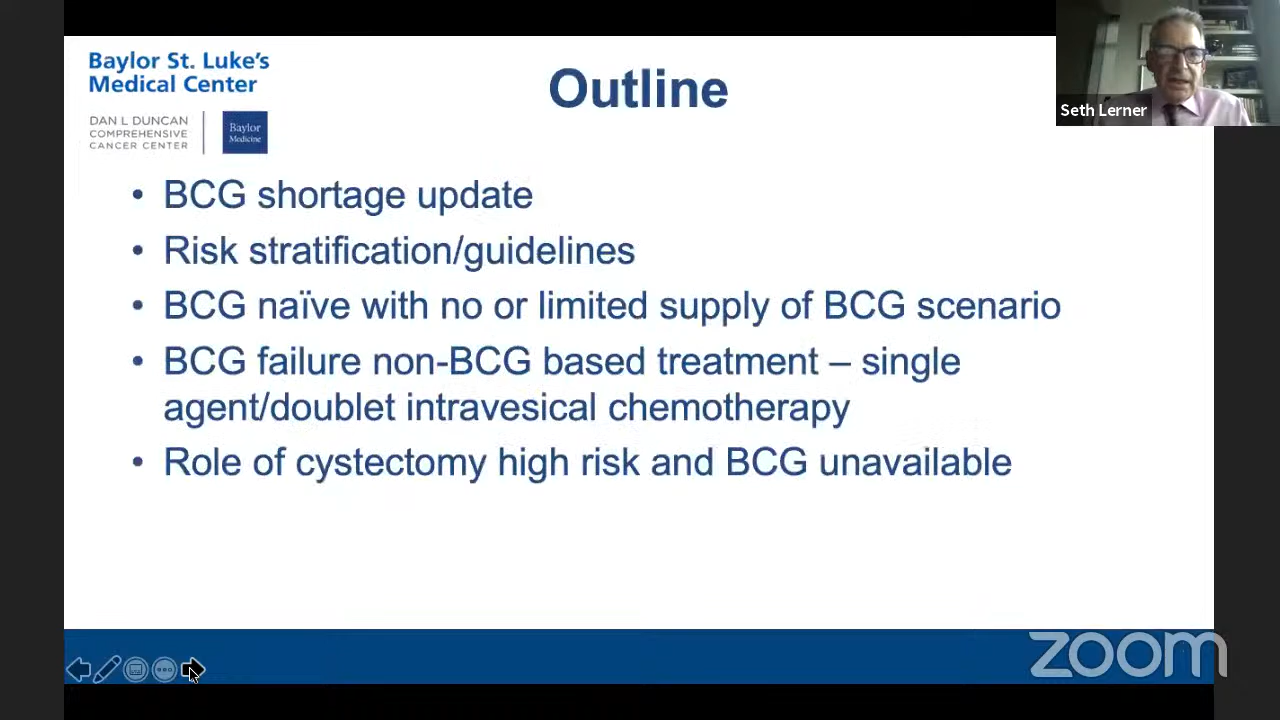 Baylor St. Luke's
Medical Center
DAN L DUNCAN
COMPREHENSIVE
CANCER CENTER
Baylor
Medicine
Outline
Seth Lerner
• BCG shortage update
• Risk stratification/guidelines
• BCG naïve with no or limited supply of BCG scenario
• BCG failure non-BCG based treatment – single
agent/doublet intravesical chemotherapy
• Role of cystectomy high risk and BCG unavailable
zoom